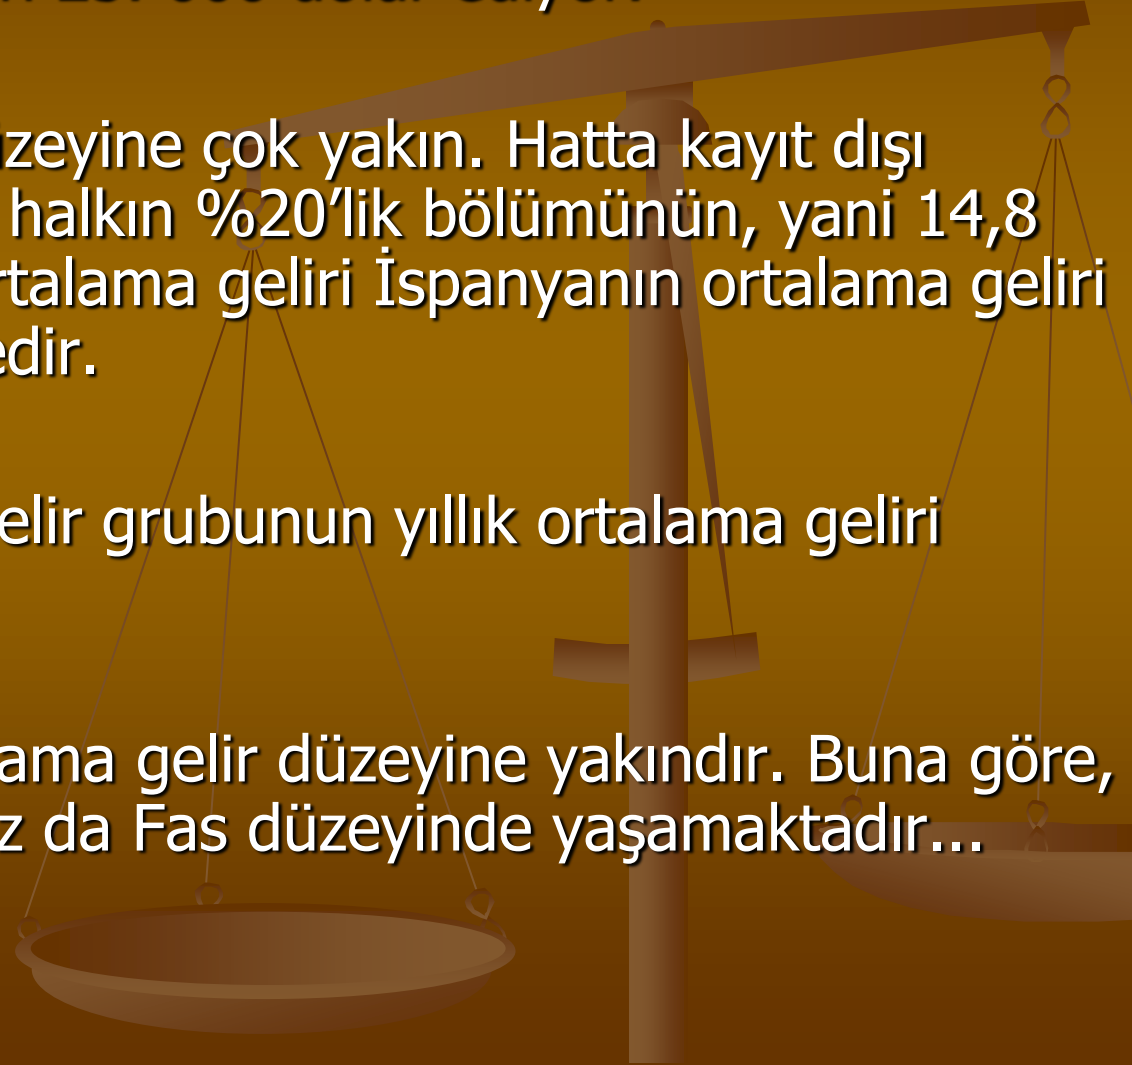 üzeyine çok yakın. Hatta kayıt dışı
halkın %20’lik bölümünün, yani 14,8
rtalama geliri İspanyanın ortalama geliri
edir.
elir grubunun yıllık ortalama geliri
ama gelir düzeyine yakındır. Buna göre,
z da Fas düzeyinde yaşamaktadır...